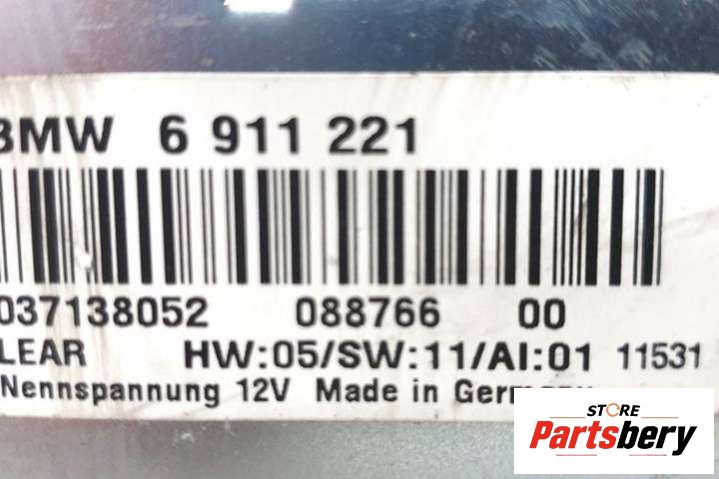 BMW 6 911 221
037138052 088766 00
LEAR HW:05/SW:11/AI:01 11531
Nennspannung 12V Made in Germany
STORE
Partsbery